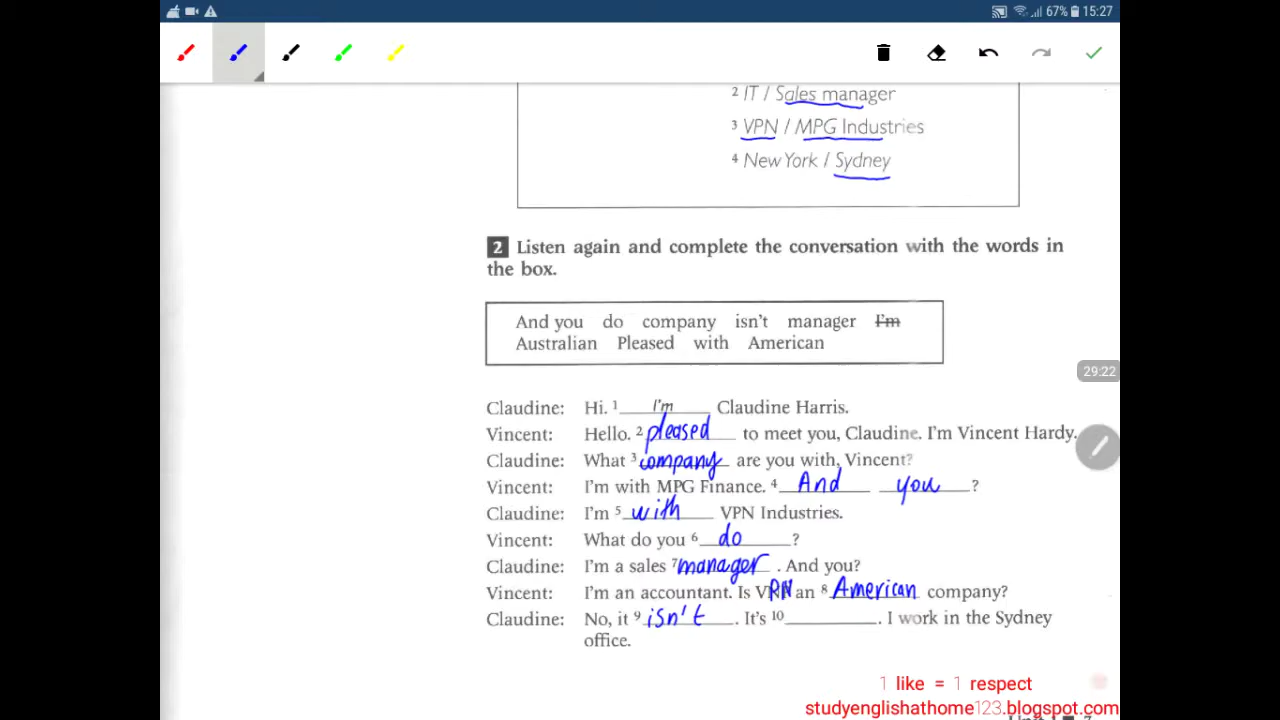 67% 15:27
2 IT / Sales manager
3 VPN / MPG Industries
4 New York / Sydney
2 Listen again and complete the conversation with the words in
the box.
And you do company isn't manager I'm
Australian Pleased with American
29:22
Claudine: Hi. 1 I'm Claudine Harris.
Vincent: Hello. 2 pleased to meet you, Claudine. I'm Vincent Hardy.
Claudine: What 3 company are you with, Vincent?
Vincent: I'm with MPG Finance. 4 And you ?
Claudine: I'm 5 with VPN Industries.
Vincent: What do you 6 do ?
Claudine: I'm a sales 7 manager . And you?
Vincent: I'm an accountant. Is VPN an 8 American company?
Claudine: No, it 9 isn't . It's 10 . I work in the Sydney
office.
1 like = 1 respect
studyenglishathome123.blogspot.com